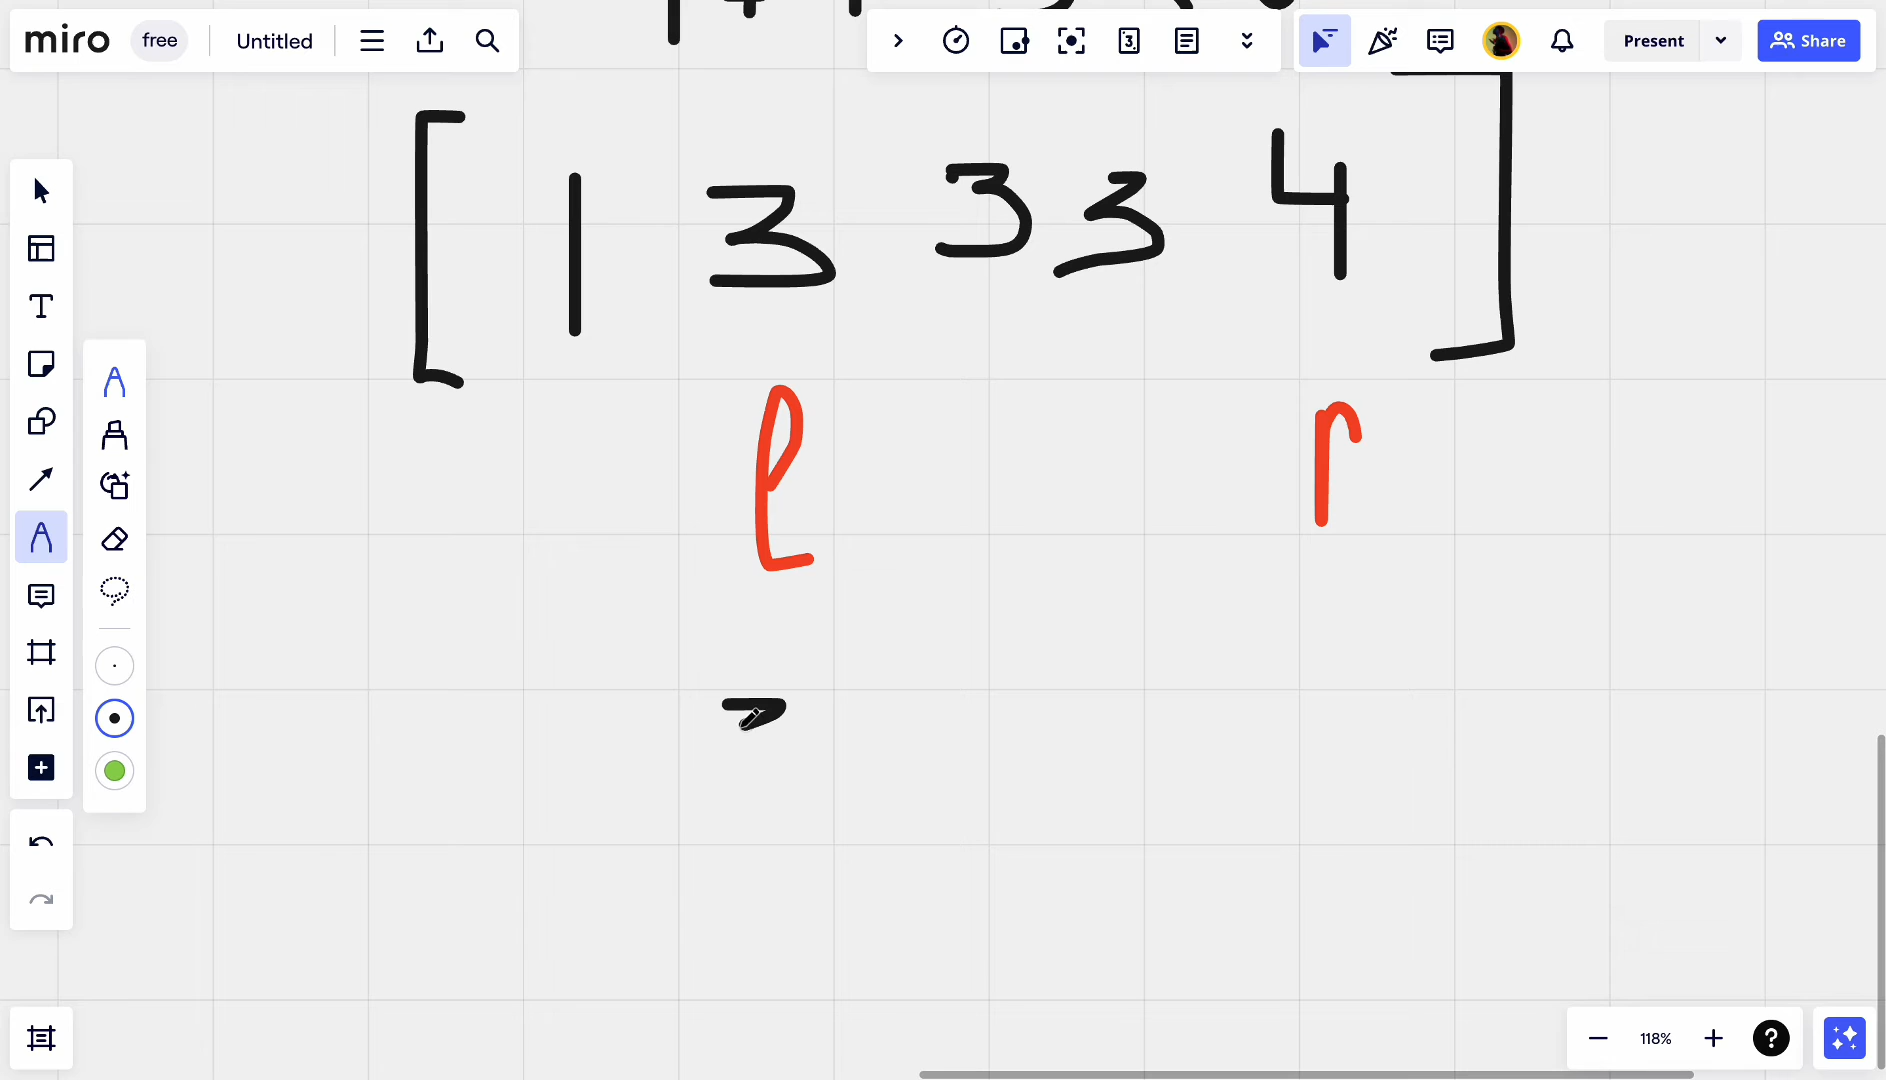 miro free Untitled
Present Share
[ 1 3 3 3 4 ]
l r
118%